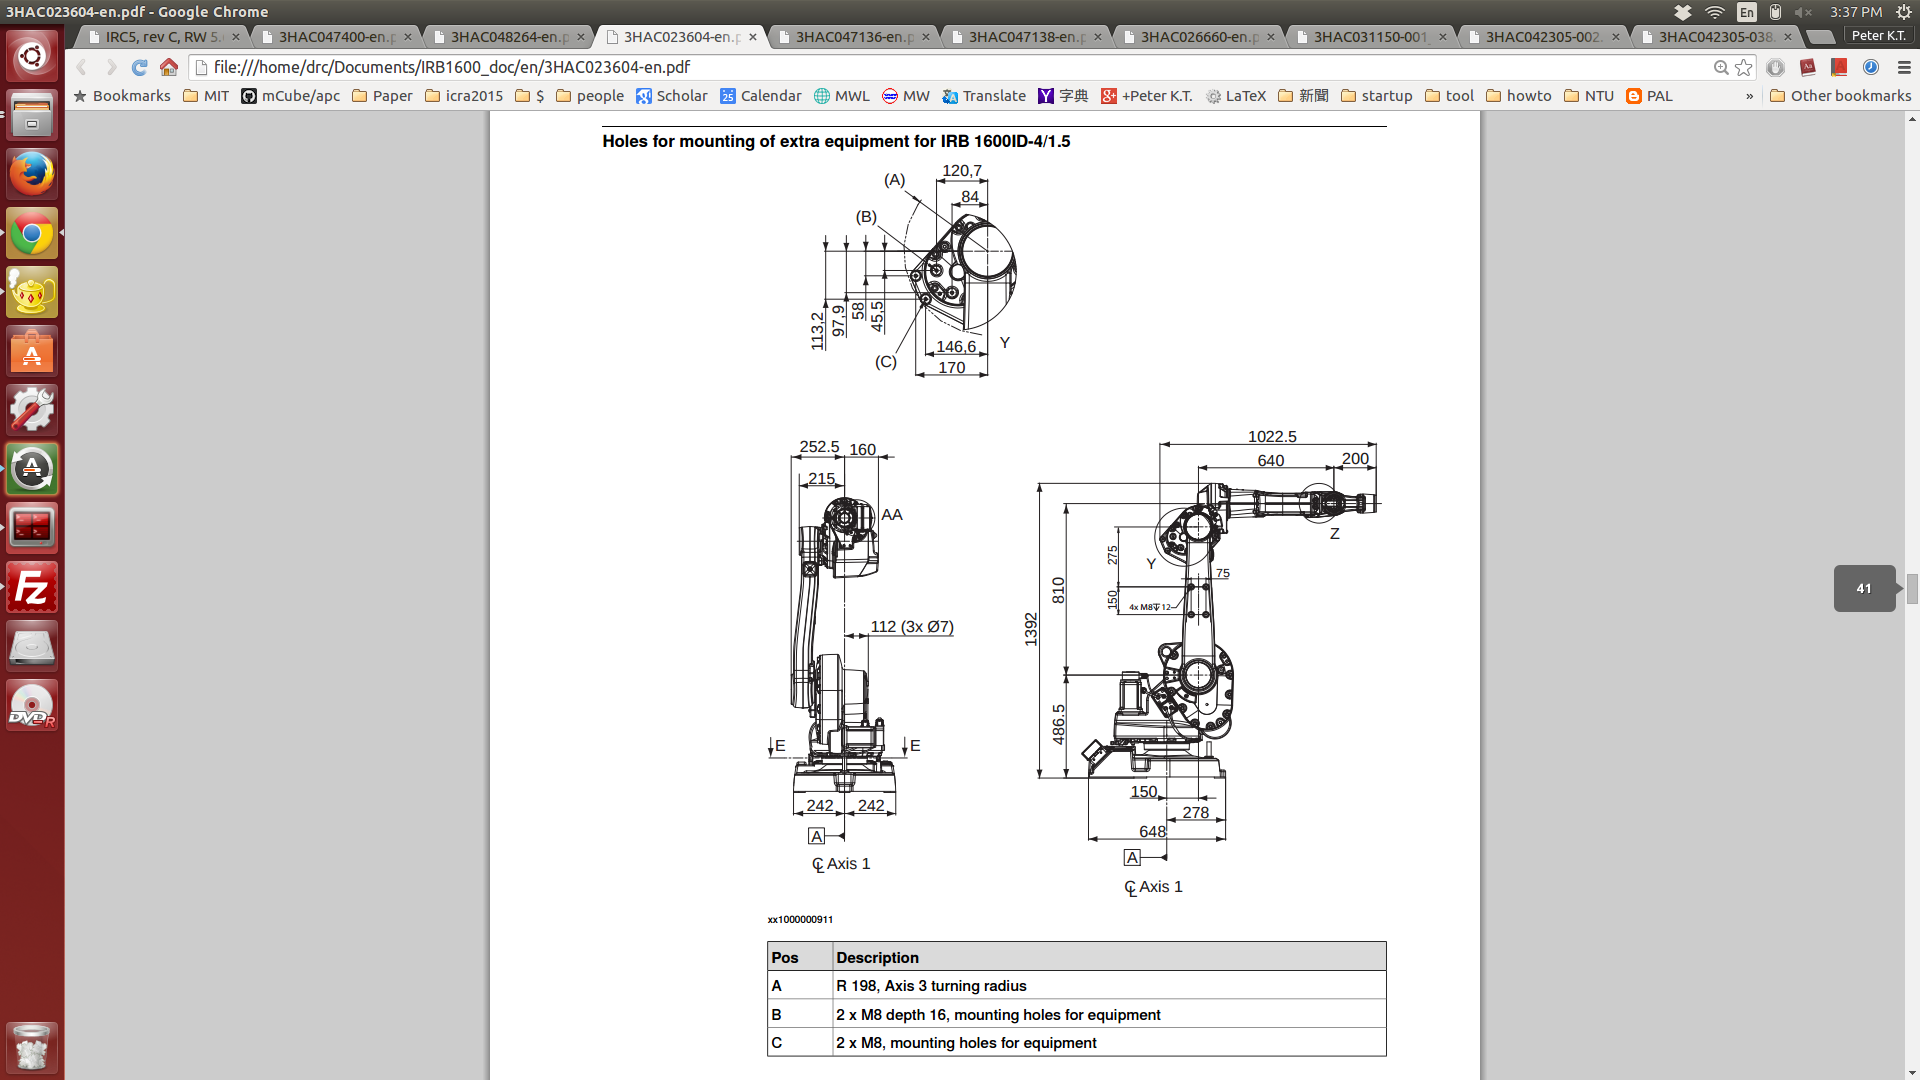 3HAC023604-en.pdf - Google Chrome
En
3:37 PM
IRC5, rev C, RW 5.
3HAC047400-en.p
3HAC048264-en.p
3HAC023604-en.p
3HAC047136-en.p
3HAC047138-en.p
3HAC026660-en.p
3HAC031150-001
3HAC042305-002.
3HAC042305-038.
Peter K.T.
file:///home/drc/Documents/IRB1600_doc/en/3HAC023604-en.pdf
Bookmarks
MIT
mCube/apc
Paper
icra2015
$
people
Scholar
25
Calendar
MWL
MW
Translate
字典
+Peter K.T.
LaTeX
新聞
startup
tool
howto
NTU
PAL
»
Other bookmarks
Holes for mounting of extra equipment for IRB 1600ID-4/1.5
120,7
(A)
84
(B)
113,2
97,9
58
45,5
146,6
Y
(C)
170
252.5
160
215
AA
112 (3x Ø7)
E
E
242
242
A
℄ Axis 1
1022.5
640
200
Z
Y
275
75
810
150
4x M8↧12
1392
486.5
150
278
648
A
℄ Axis 1
xx1000000911
Pos Description
A R 198, Axis 3 turning radius
B 2 x M8 depth 16, mounting holes for equipment
C 2 x M8, mounting holes for equipment
41
Fz
DVD-R